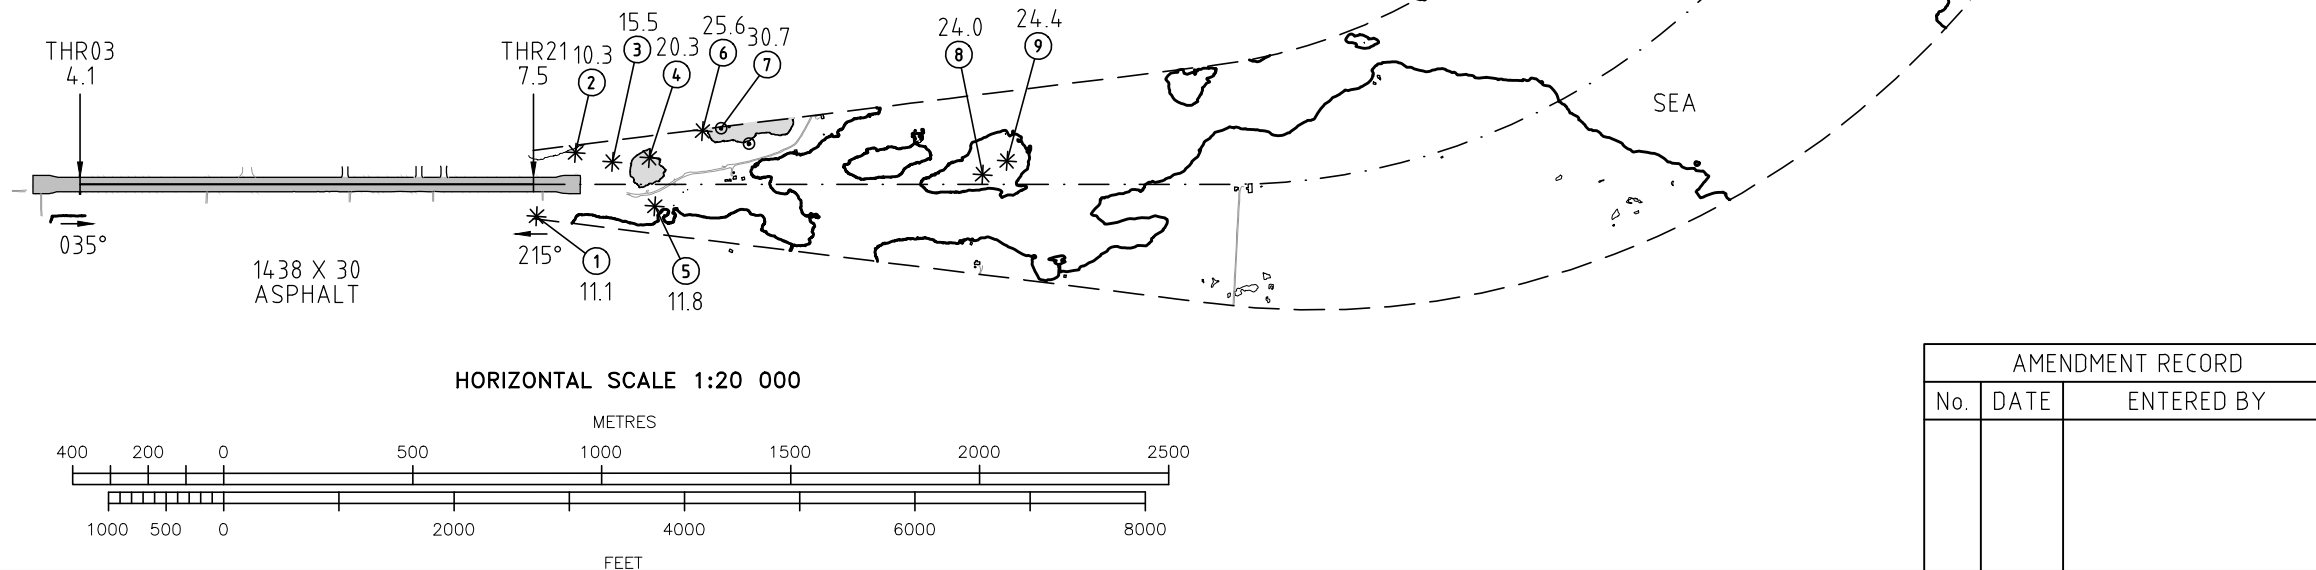 THR03
4.1
THR21
7.5
10.3
2
15.5
3
20.3
4
25.6
6
30.7
7
24.0
8
24.4
9
SEA
035°
215°
1
11.1
5
11.8
1438 X 30
ASPHALT
HORIZONTAL SCALE 1:20 000
METRES
400 200 0 500 1000 1500 2000 2500
1000 500 0 2000 4000 6000 8000
FEET
AMENDMENT RECORD
No. DATE ENTERED BY